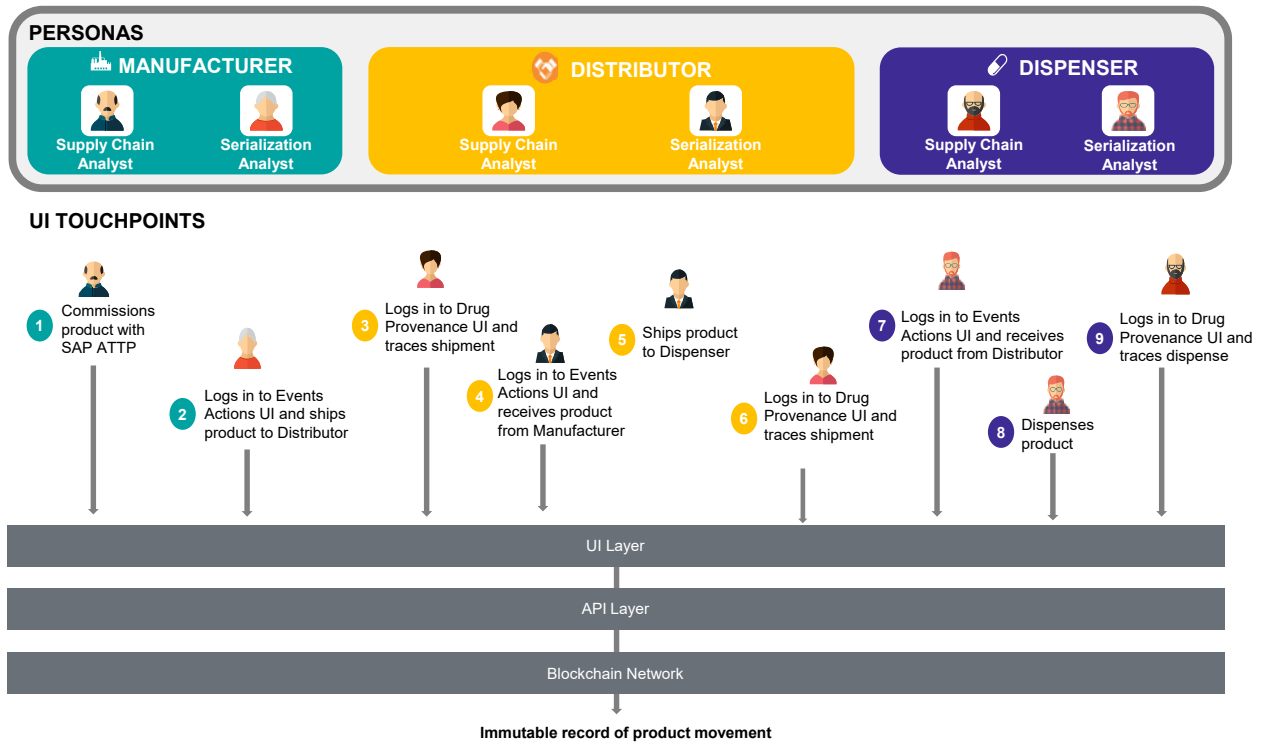 PERSONAS
MANUFACTURER
Supply Chain
Analyst
Serialization
Analyst
DISTRIBUTOR
Supply Chain
Analyst
Serialization
Analyst
DISPENSER
Supply Chain
Analyst
Serialization
Analyst
UI TOUCHPOINTS
1
Commissions
product with
SAP ATTP
2
Logs in to Events
Actions UI and ships
product to Distributor
3
Logs in to Drug
Provenance UI and
traces shipment
4
Logs in to Events
Actions UI and
receives product
from Manufacturer
5
Ships product
to Dispenser
6
Logs in to Drug
Provenance UI and
traces shipment
7
Logs in to Events
Actions UI and receives
product from Distributor
8
Dispenses
product
9
Logs in to Drug
Provenance UI and
traces dispense
UI Layer
API Layer
Blockchain Network
Immutable record of product movement